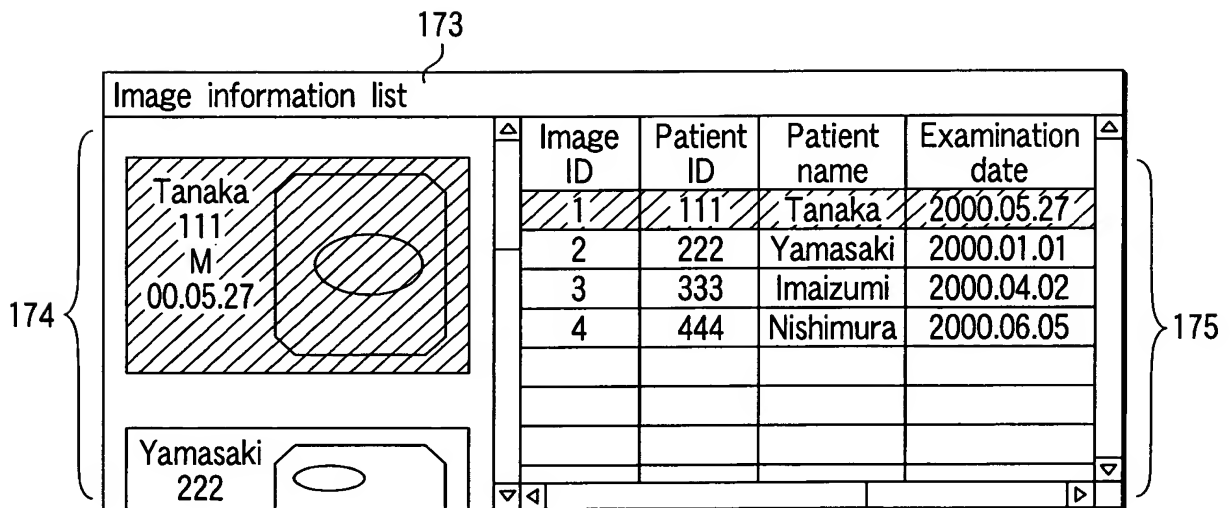 173
Image information list
174
Tanaka
111
M
00.05.27
Yamasaki
222
Image ID Patient ID Patient name Examination date
1 111 Tanaka 2000.05.27
2 222 Yamasaki 2000.01.01
3 333 Imaizumi 2000.04.02
4 444 Nishimura 2000.06.05
175